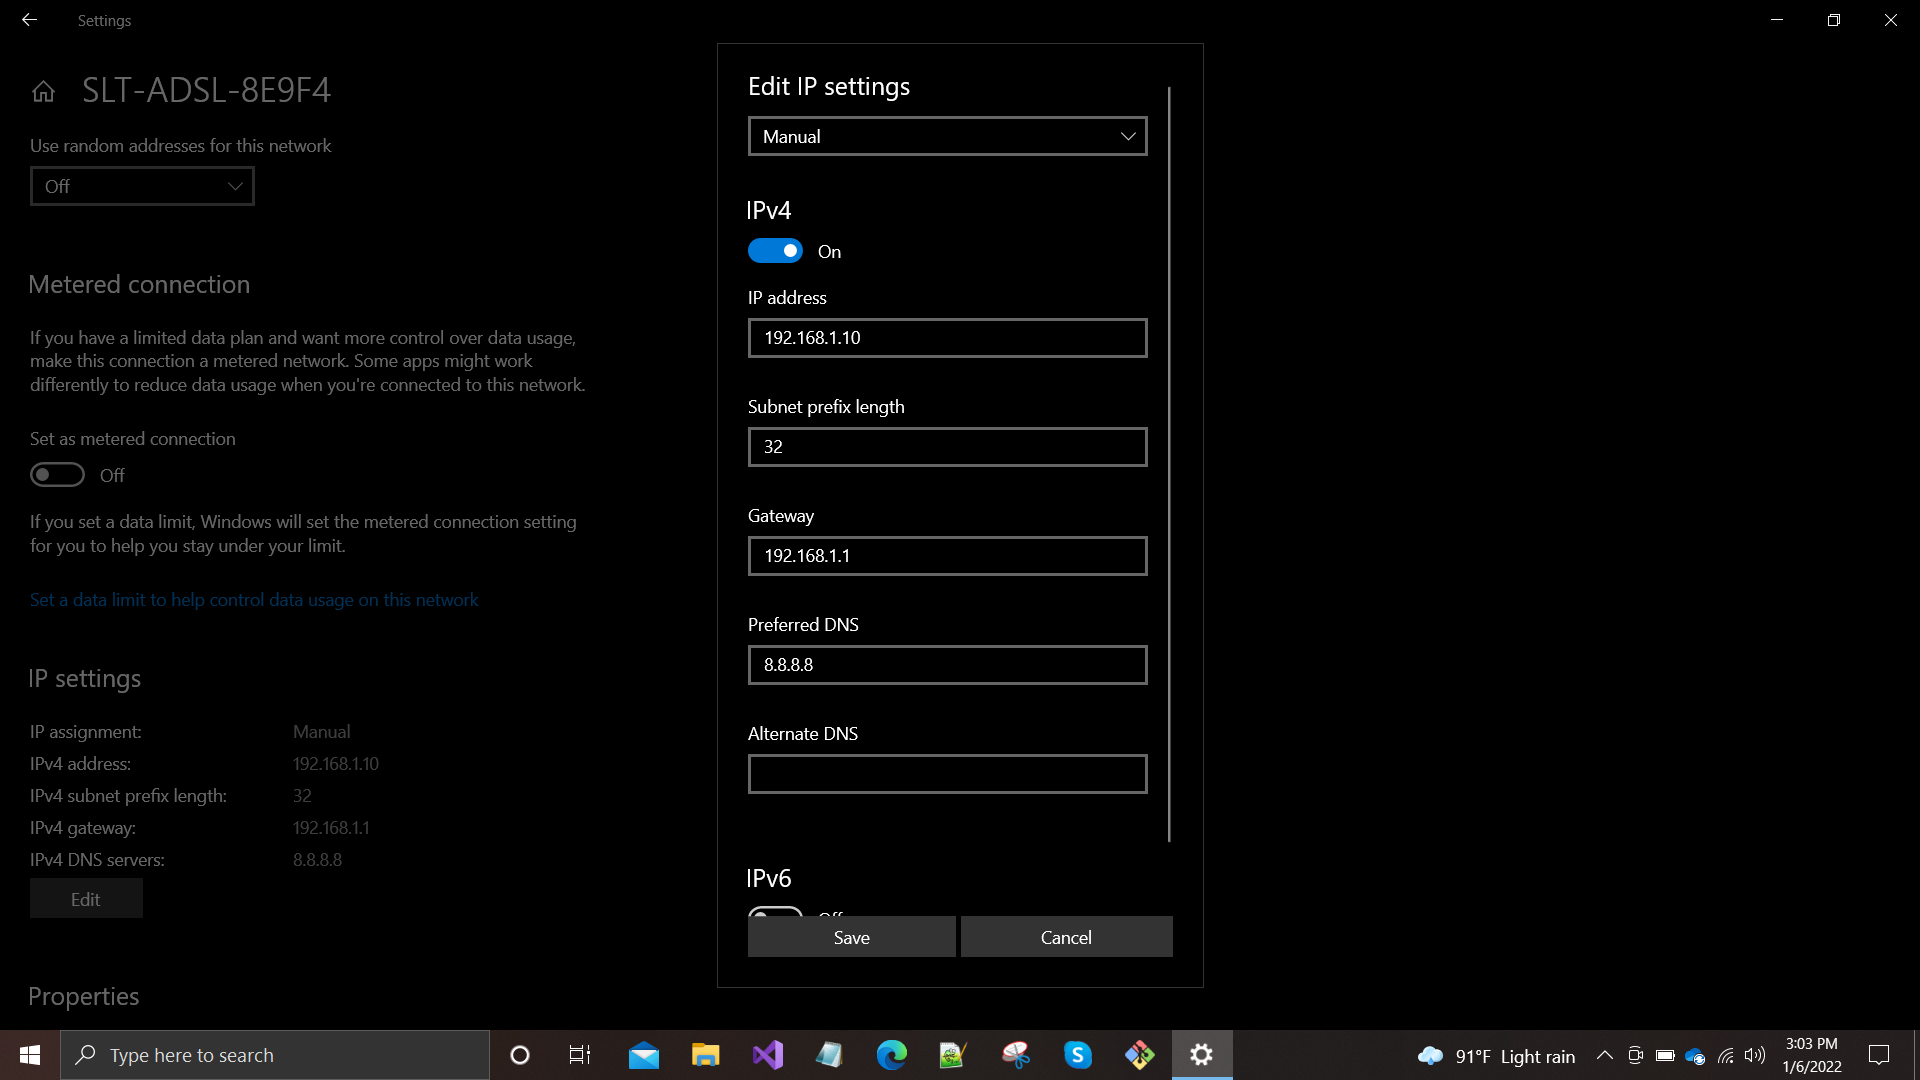 Settings
SLT-ADSL-8E9F4
Use random addresses for this network
Off
Metered connection
If you have a limited data plan and want more control over data usage,
make this connection a metered network. Some apps might work
differently to reduce data usage when you're connected to this network.
Set as metered connection
Off
If you set a data limit, Windows will set the metered connection setting
for you to help you stay under your limit.
Set a data limit to help control data usage on this network
IP settings
IP assignment: Manual
IPv4 address: 192.168.1.10
IPv4 subnet prefix length: 32
IPv4 gateway: 192.168.1.1
IPv4 DNS servers: 8.8.8.8
Edit
Properties
Edit IP settings
Manual
IPv4
On
IP address
192.168.1.10
Subnet prefix length
32
Gateway
192.168.1.1
Preferred DNS
8.8.8.8
Alternate DNS
IPv6
Off
Save Cancel
Type here to search
S
91°F Light rain
3:03 PM
1/6/2022